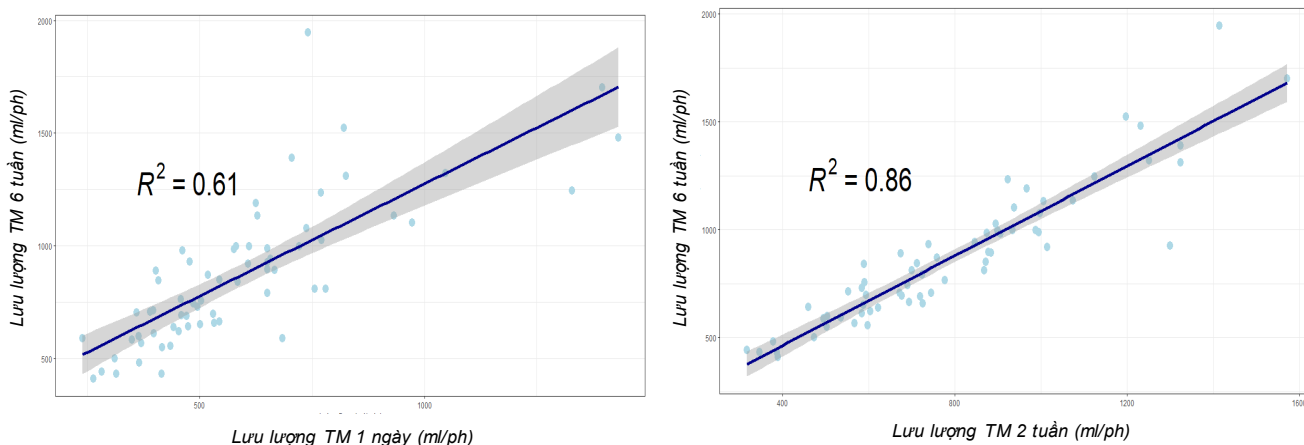 2000
1500
1000
500
Lưu lượng TM 6 tuần (ml/ph)
R² = 0.61
500
1000
Lưu lượng TM 1 ngày (ml/ph)
2000
1500
1000
500
Lưu lượng TM 6 tuần (ml/ph)
R² = 0.86
400
800
1200
1600
Lưu lượng TM 2 tuần (ml/ph)